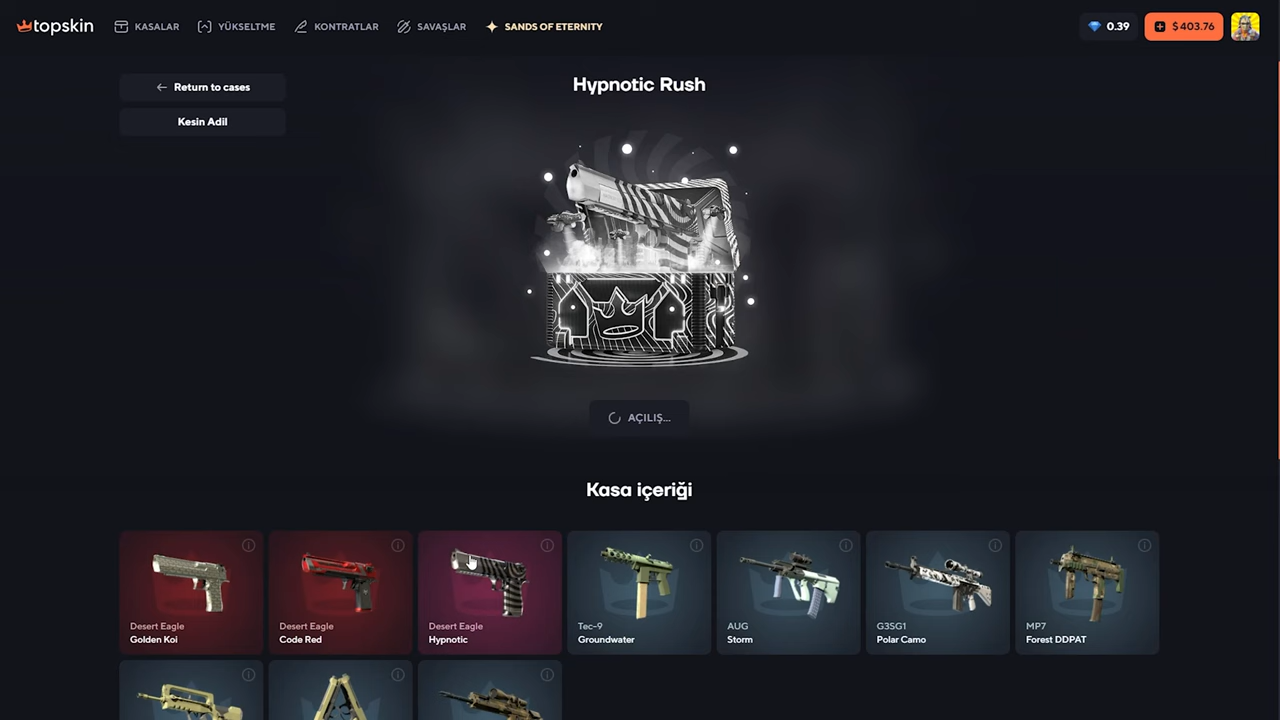 topskin
KASALAR
YÜKSELTME
KONTRATLAR
SAVAŞLAR
SANDS OF ETERNITY
0.39
$ 403.76
Return to cases
Kesin Adil
Hypnotic Rush
AÇILIŞ...
Kasa içeriği
Desert Eagle
Golden Koi
Desert Eagle
Code Red
Desert Eagle
Hypnotic
Tec-9
Groundwater
AUG
Storm
G3SG1
Polar Camo
MP7
Forest DDPAT